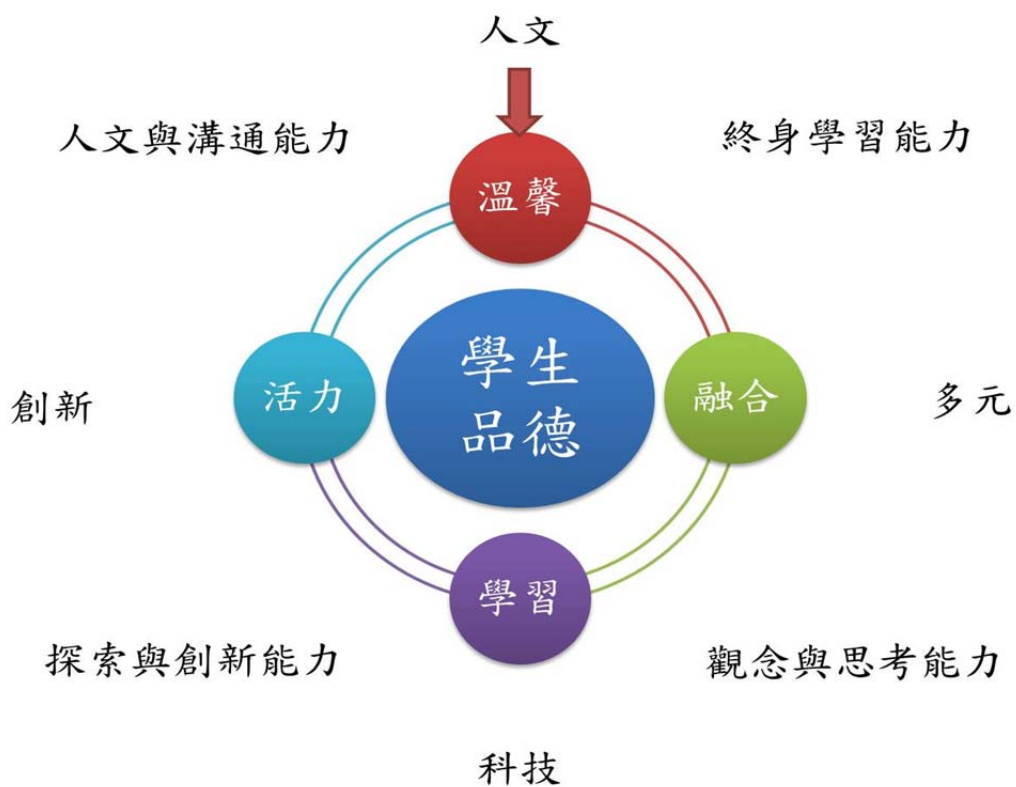 人文
人文與溝通能力
終身學習能力
溫馨
學生
品德
活力
融合
創新
多元
學習
探索與創新能力
觀念與思考能力
科技